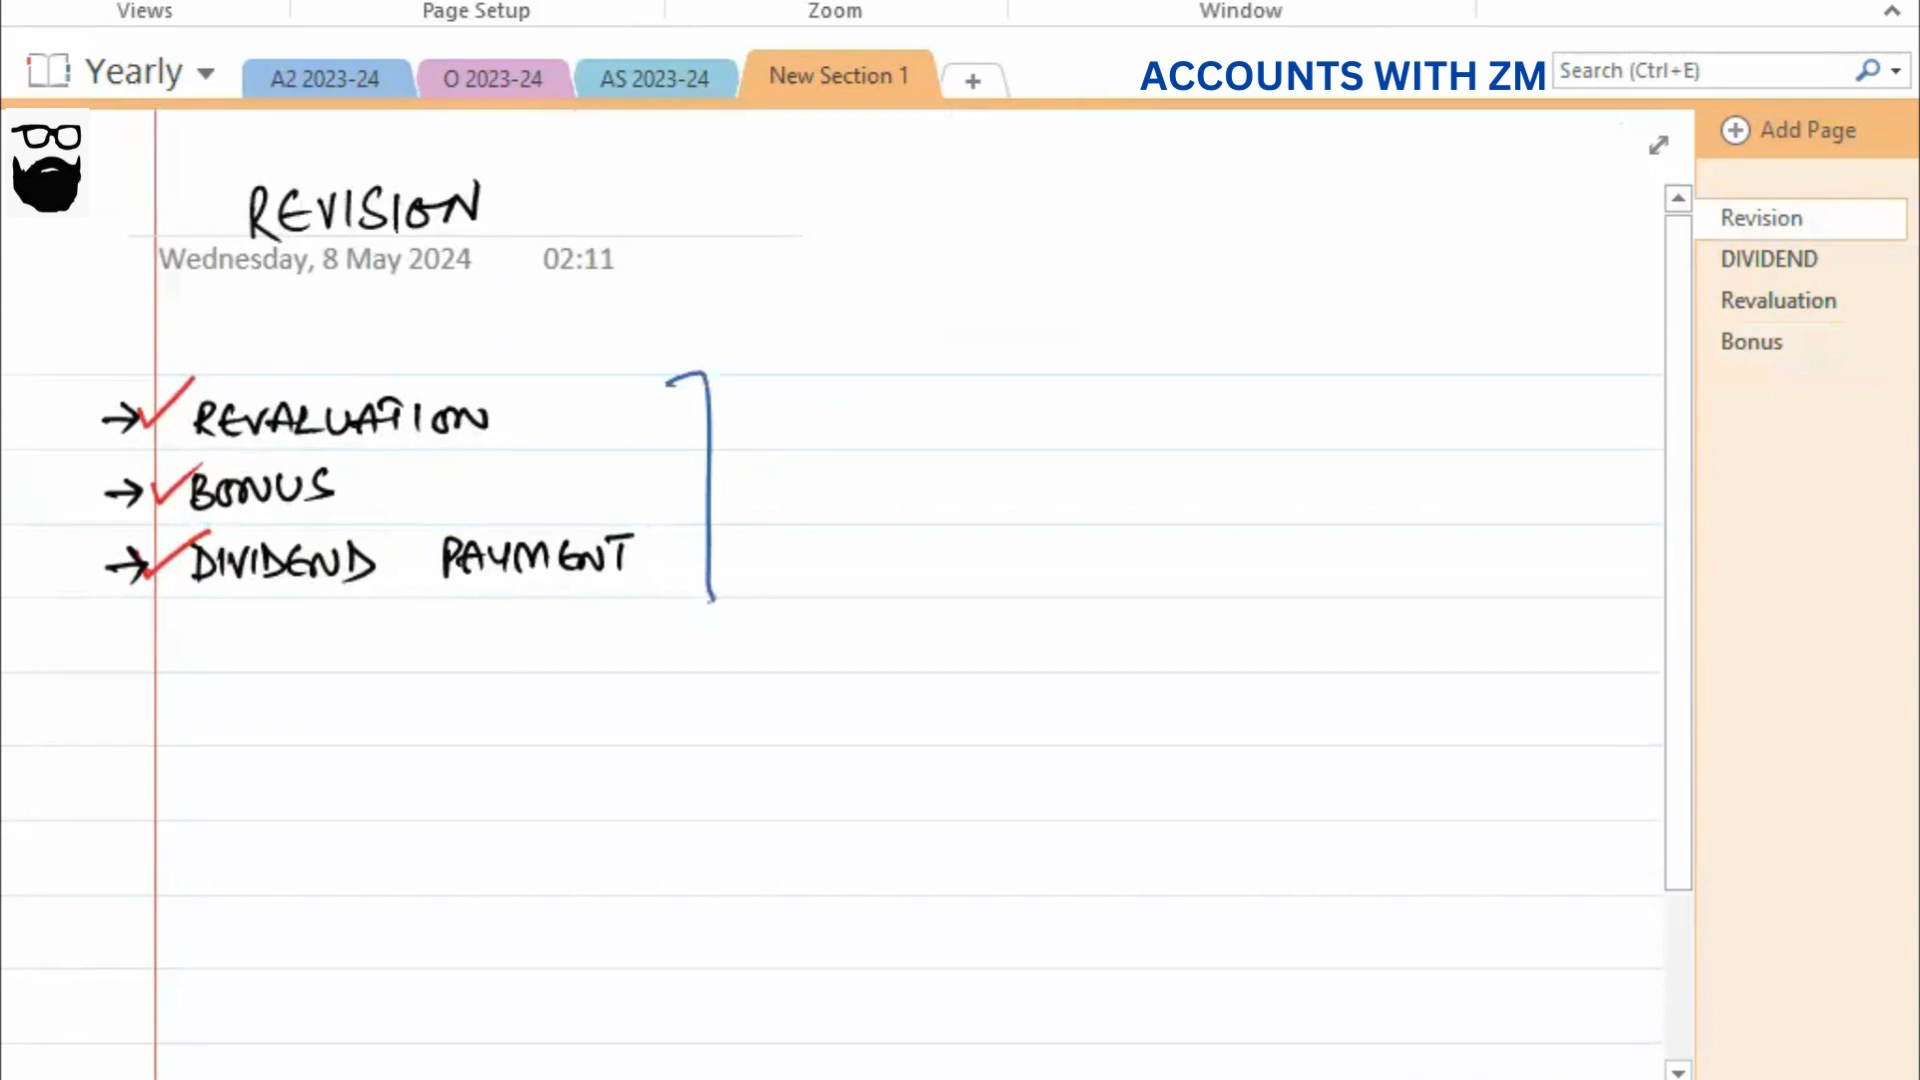 Views Page Setup Zoom Window
Yearly A2 2023-24 O 2023-24 AS 2023-24 New Section 1 + ACCOUNTS WITH ZM Search (Ctrl+E)
Add Page
REVISION
Wednesday, 8 May 2024 02:11
Revision
DIVIDEND
Revaluation
Bonus
→ ✓ REVALUATION
→ ✓ BONUS
→ ✓ DIVIDEND PAYMENT